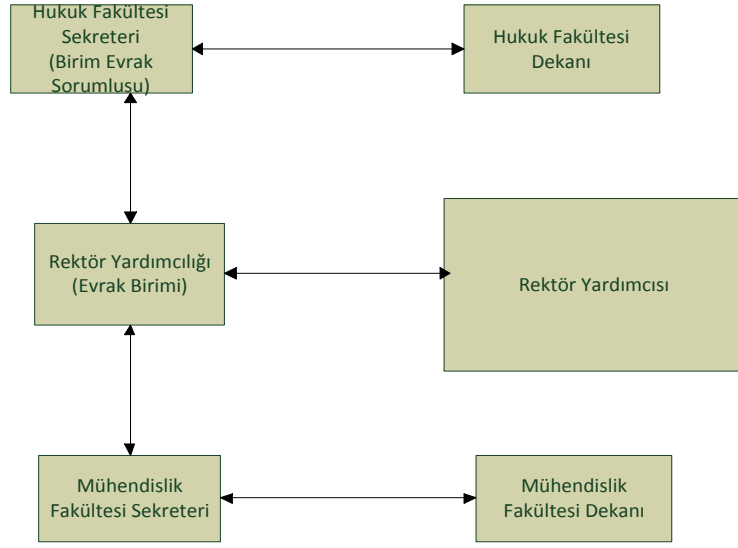 Hukuk Fakültesi
Sekreteri
(Birim Evrak
Sorumlusu)
Hukuk Fakültesi
Dekanı
Rektör Yardımcılığı
(Evrak Birimi)
Rektör Yardımcısı
Mühendislik
Fakültesi Sekreteri
Mühendislik
Fakültesi Dekanı